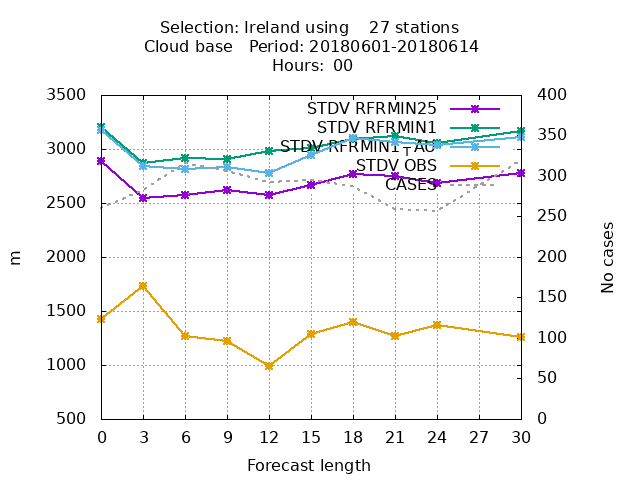 Selection: Ireland using 27 stations
Cloud base Period: 20180601-20180614
Hours: 00
3500
3000
2500
2000
1500
1000
500
m
STDV RFRMIN25
STDV RFRMIN1
STDV RFRMIN1+AO
STDV OBS
CASES
400
350
300
250
200
150
100
50
0
No cases
0 3 6 9 12 15 18 21 24 27 30
Forecast length